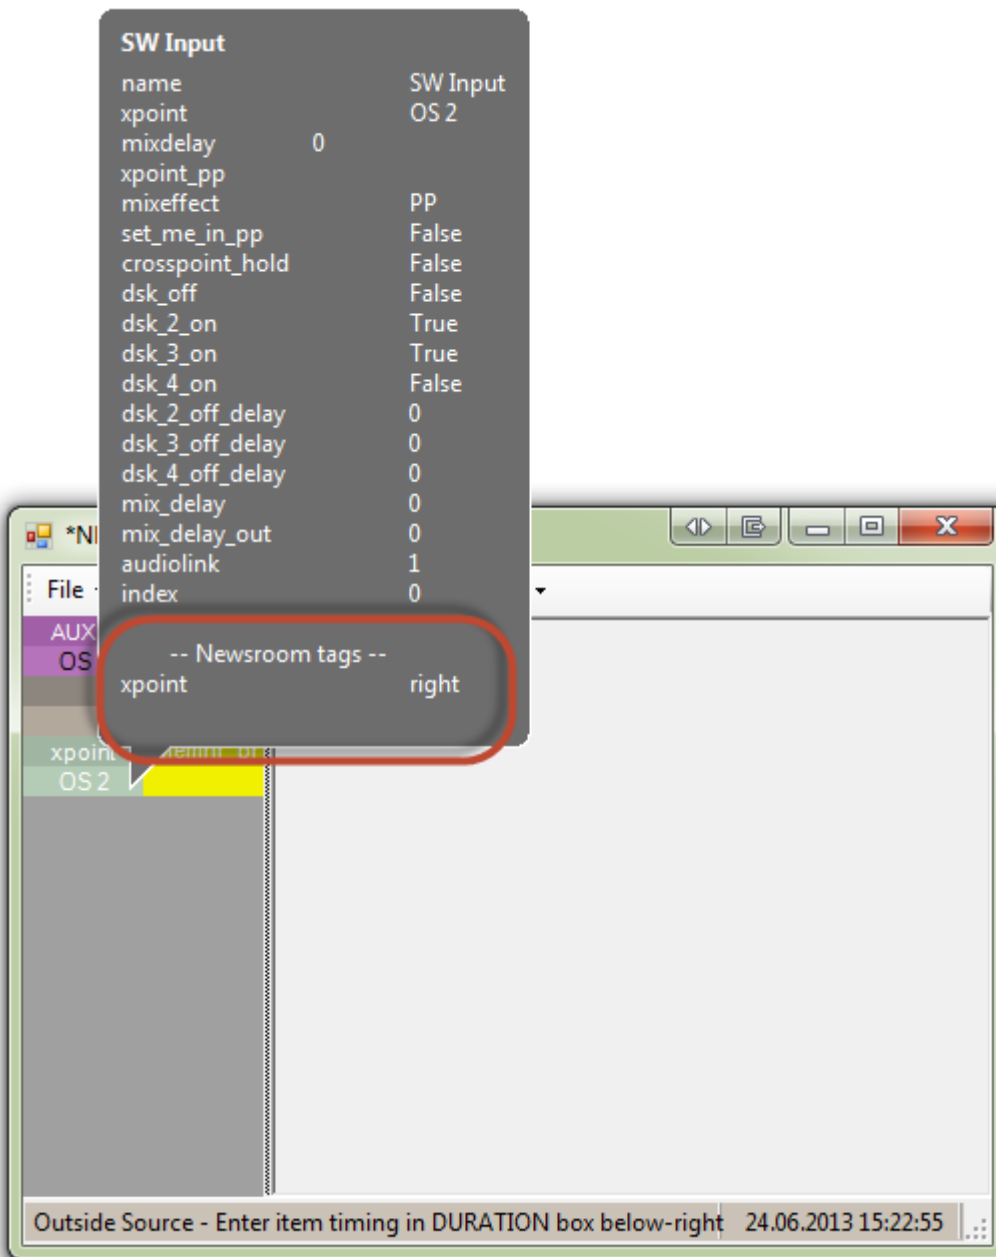 SW Input
name SW Input
xpoint OS 2
mixdelay 0
xpoint_pp
mixeffect PP
set_me_in_pp False
crosspoint_hold False
dsk_off False
dsk_2_on True
dsk_3_on True
dsk_4_on False
dsk_2_off_delay 0
dsk_3_off_delay 0
dsk_4_off_delay 0
mix_delay 0
mix_delay_out 0
audiolink 1
index 0
-- Newsroom tags --
xpoint right
*NI
File
AUX
OS
xpoint
OS 2
Outside Source - Enter item timing in DURATION box below-right 24.06.2013 15:22:55